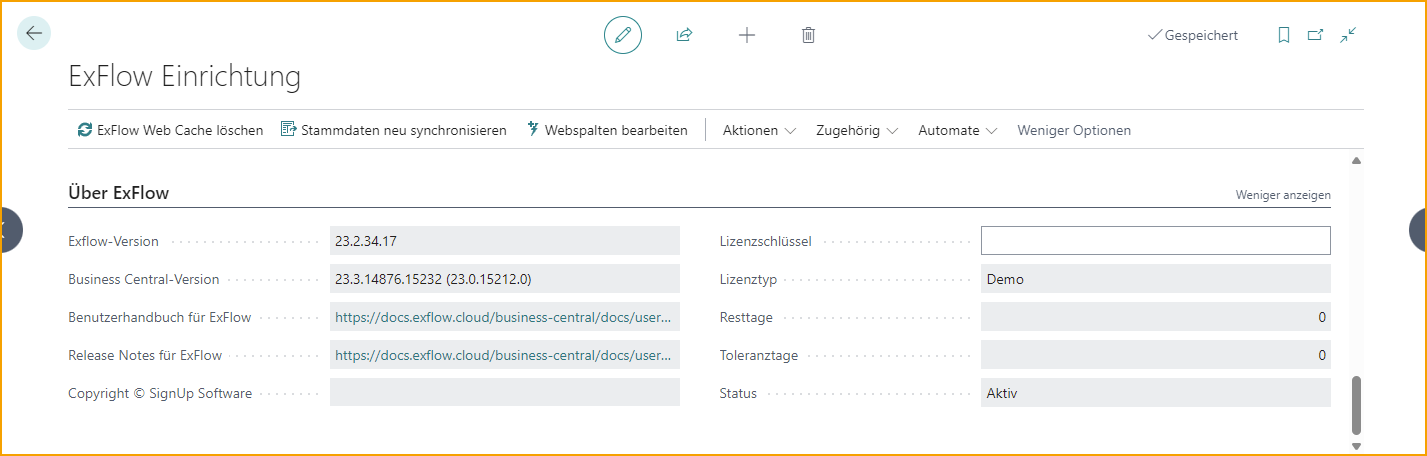 Gespeichert
ExFlow Einrichtung
ExFlow Web Cache löschen Stammdaten neu synchronisieren Webspalten bearbeiten Aktionen Zugehörig Automate Weniger Optionen
Über ExFlow Weniger anzeigen
Exflow-Version 23.2.34.17 Lizenzschlüssel
Business Central-Version 23.3.14876.15232 (23.0.15212.0) Lizenztyp Demo
Benutzerhandbuch für ExFlow https://docs.exflow.cloud/business-central/docs/user... Resttage 0
Release Notes für ExFlow https://docs.exflow.cloud/business-central/docs/user... Toleranztage 0
Copyright © SignUp Software Status Aktiv